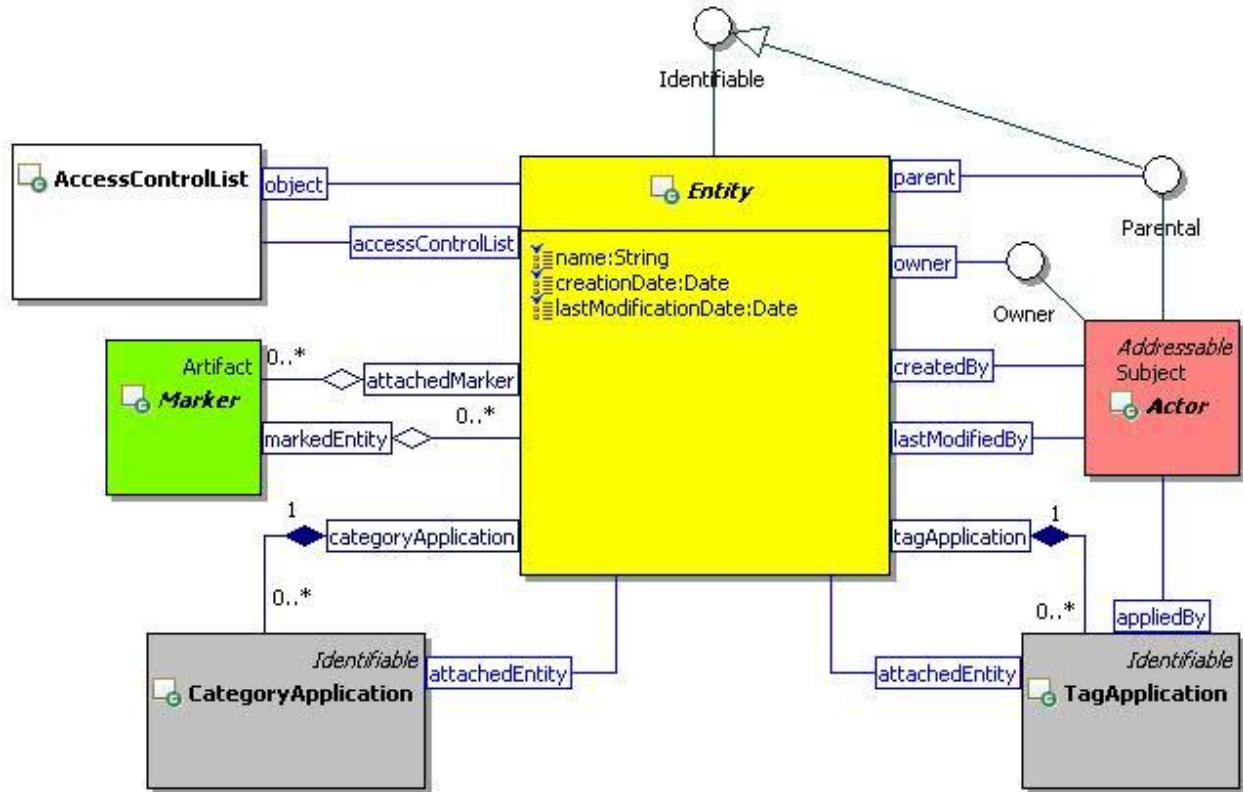 Identifiable
AccessControlList
object
accessControlList
Entity
name:String
creationDate:Date
lastModificationDate:Date
parent
Parental
owner
Owner
Artifact
Marker
0..*
attachedMarker
markedEntity
0..*
createdBy
lastModifiedBy
Addressable
Subject
Actor
1
categoryApplication
0..*
tagApplication
1
0..*
appliedBy
Identifiable
CategoryApplication
attachedEntity
attachedEntity
Identifiable
TagApplication